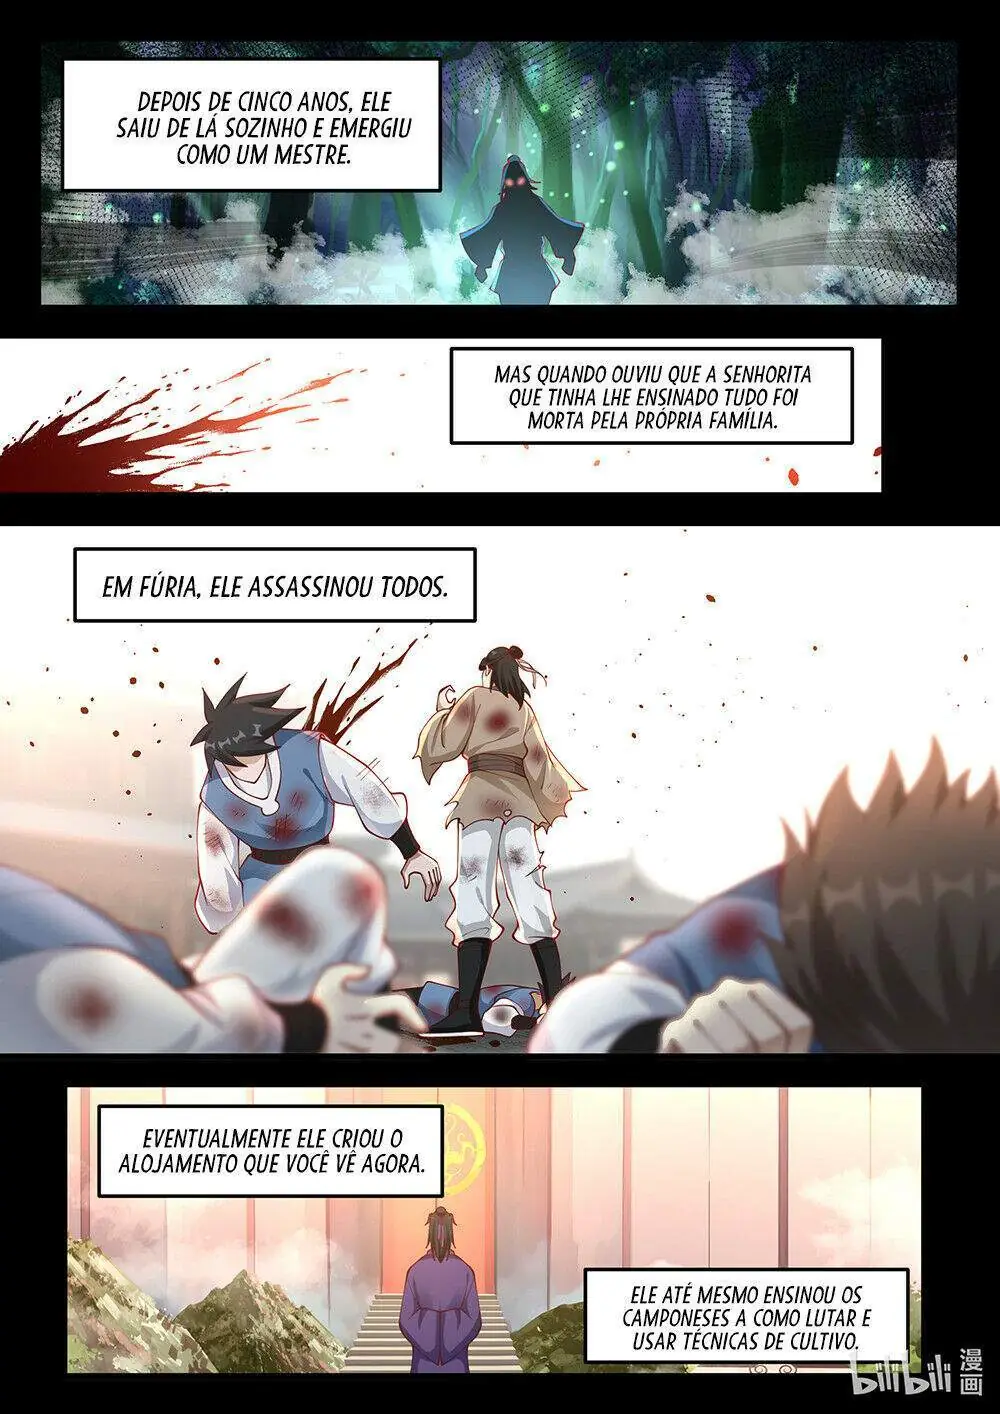 DEPOIS DE CINCO ANOS, ELE
SAIU DE LÁ SOZINHO E EMERGIU
COMO UM MESTRE.
MAS QUANDO OUVIU QUE A SENHORITA
QUE TINHA LHE ENSINADO TUDO FOI
MORTA PELA PRÓPRIA FAMÍLIA.
EM FÚRIA, ELE ASSASSINOU TODOS.
EVENTUALMENTE ELE CRIOU O
ALOJAMENTO QUE VOCÊ VÊ AGORA.
ELE ATÉ MESMO ENSINOU OS
CAMPONESES A COMO LUTAR E
USAR TÉCNICAS DE CULTIVO.
bilibili 漫画